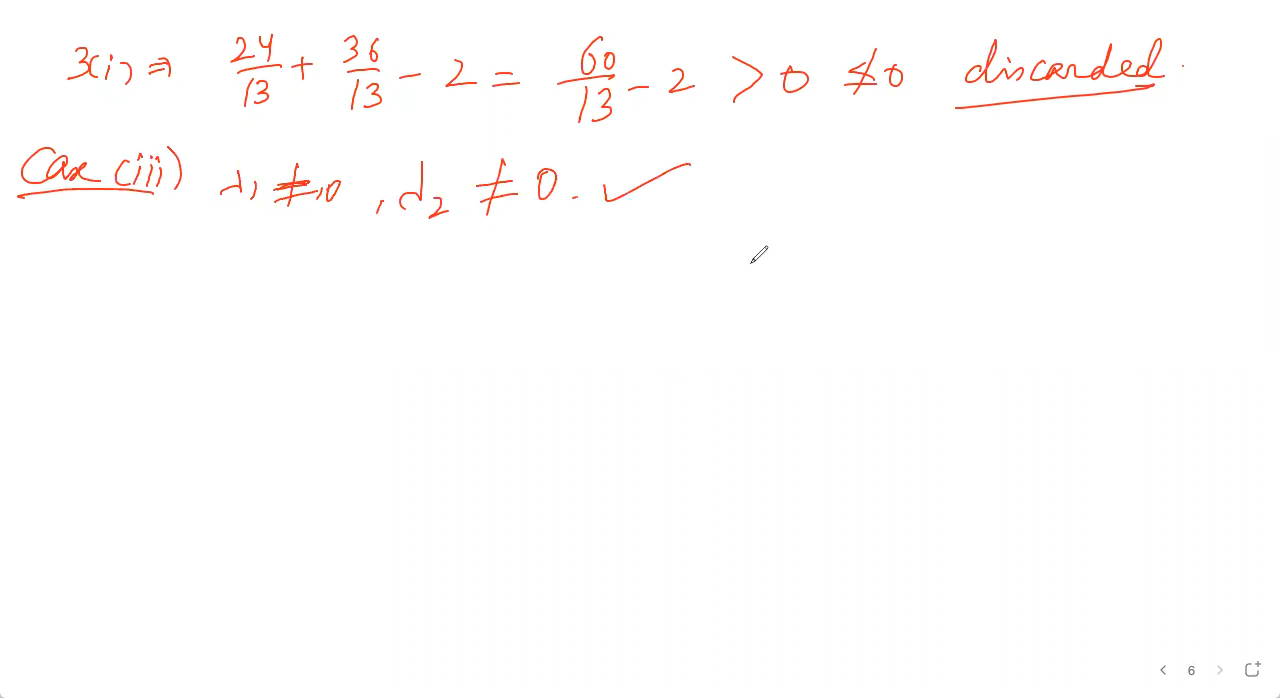 3(i) ⇒ 24/13 + 36/13 - 2 = 60/13 - 2 > 0 ≰ 0 discarded.
Case (iii) λ₁ ≠ 0, λ₂ ≠ 0. ✓
6